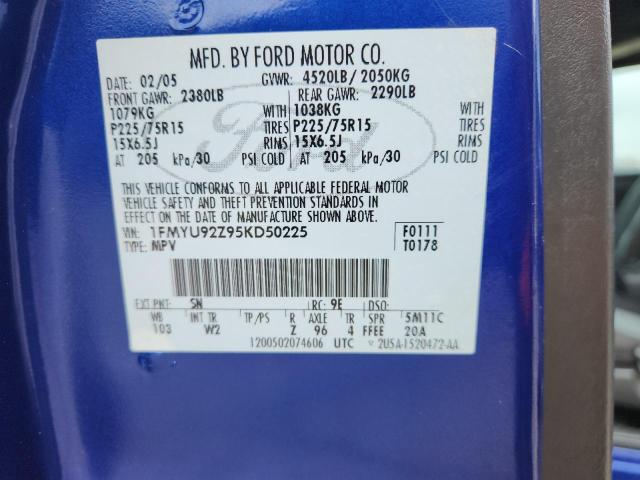 MFD. BY FORD MOTOR CO.
DATE: 02/05 GVWR: 4520LB/ 2050KG
FRONT GAWR: 2380LB REAR GAWR: 2290LB
1079KG WITH 1038KG WITH
P225/75R15 TIRES P225/75R15 TIRES
15X6.5J RIMS 15X6.5J RIMS
AT 205 kPa/30 PSI COLD AT 205 kPa/30 PSI COLD
Ford
THIS VEHICLE CONFORMS TO ALL APPLICABLE FEDERAL MOTOR
VEHICLE SAFETY AND THEFT PREVENTION STANDARDS IN
EFFECT ON THE DATE OF MANUFACTURE SHOWN ABOVE.
VIN: 1FMYU92Z95KD50225 F0111
TYPE: MPV T0178
EXT PNT: SN RC: 9E DSO:
WB INT TR TP/PS R AXLE TR SPR 5M11C
103 W2 Z 96 4 FFEE 20A
1200502074606 UTC 2U5A-1520472-AA